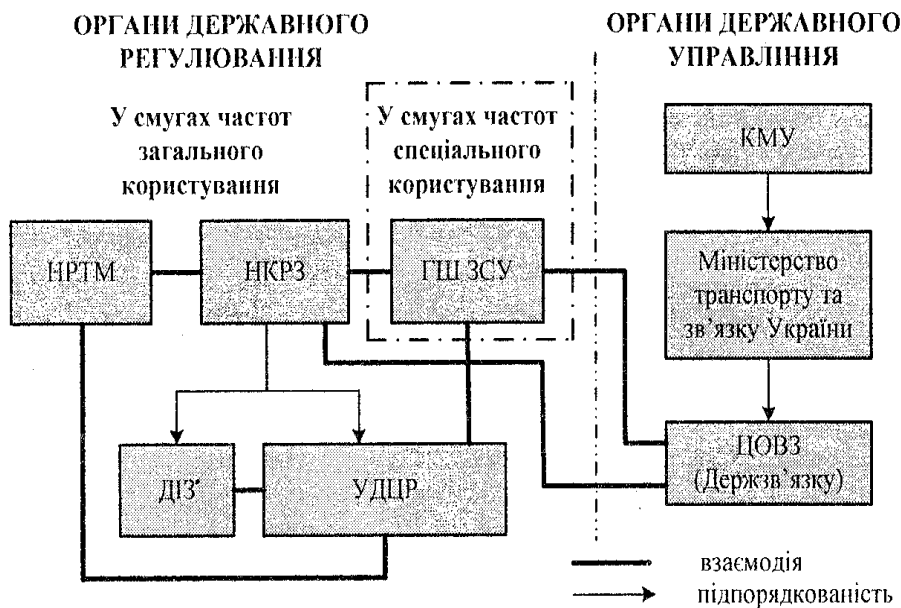 ОРГАНИ ДЕРЖАВНОГО
РЕГУЛЮВАННЯ
ОРГАНИ ДЕРЖАВНОГО
УПРАВЛІННЯ
У смугах частот
загального
користування
У смугах частот
спеціального
користування
КМУ
НРТМ
НКРЗ
ГШ ЗСУ
Міністерство
транспорту та
зв’язку України
ДІЗ
УДЦР
ЦОВЗ
(Держзв’язку)
взаємодія
підпорядкованість